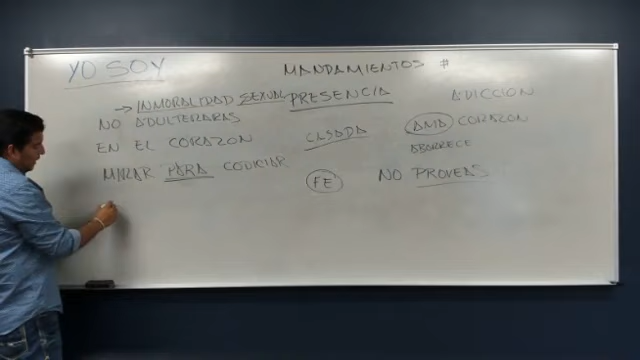 YO SOY
MANDAMIENTOS #
→ INMORALIDAD SEXUAL PRESENCIA ADICCION
NO ADULTERARAS
CASADA AMA CORAZON
EN EL CORAZON
ABORRECE
MIRAR PARA CODICIAR
FE NO PROVEAS